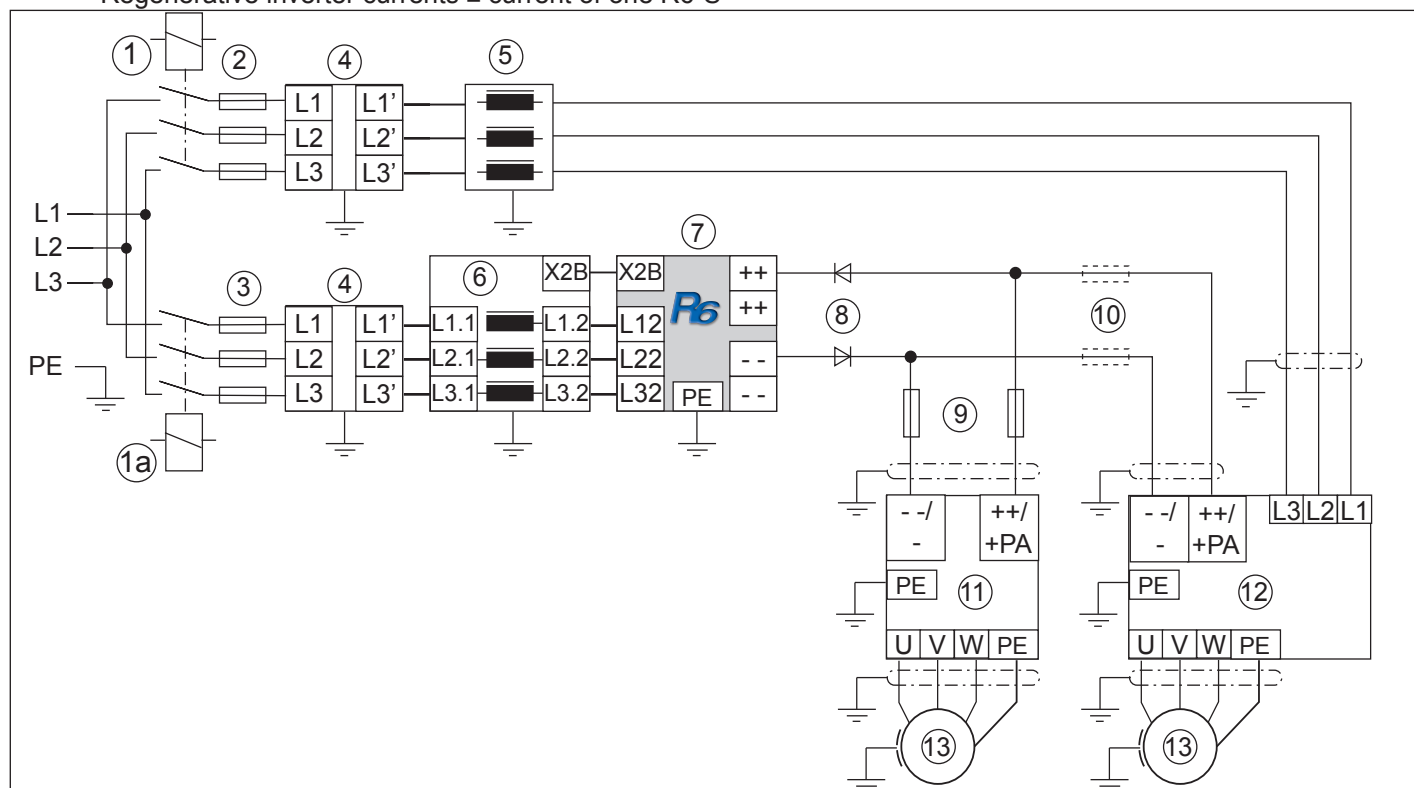 Regenerative inverter currents current of one R6-S
1 2 4 5
L1 L1'
L2 L2'
L3 L3'
L1
L2
L3
PE
7
3 4 6 X2B X2B ++
R6 ++
8 10
L1 L1' L1.1 L1.2 L12
L2 L2' L2.1 L2.2 L22 - -
L3 L3' L3.1 L3.2 L32 PE - -
1a
9
- -/ ++/
- +PA
PE 11
U V W PE
13
- -/ ++/ L3 L2 L1
- +PA
PE 12
U V W PE
13